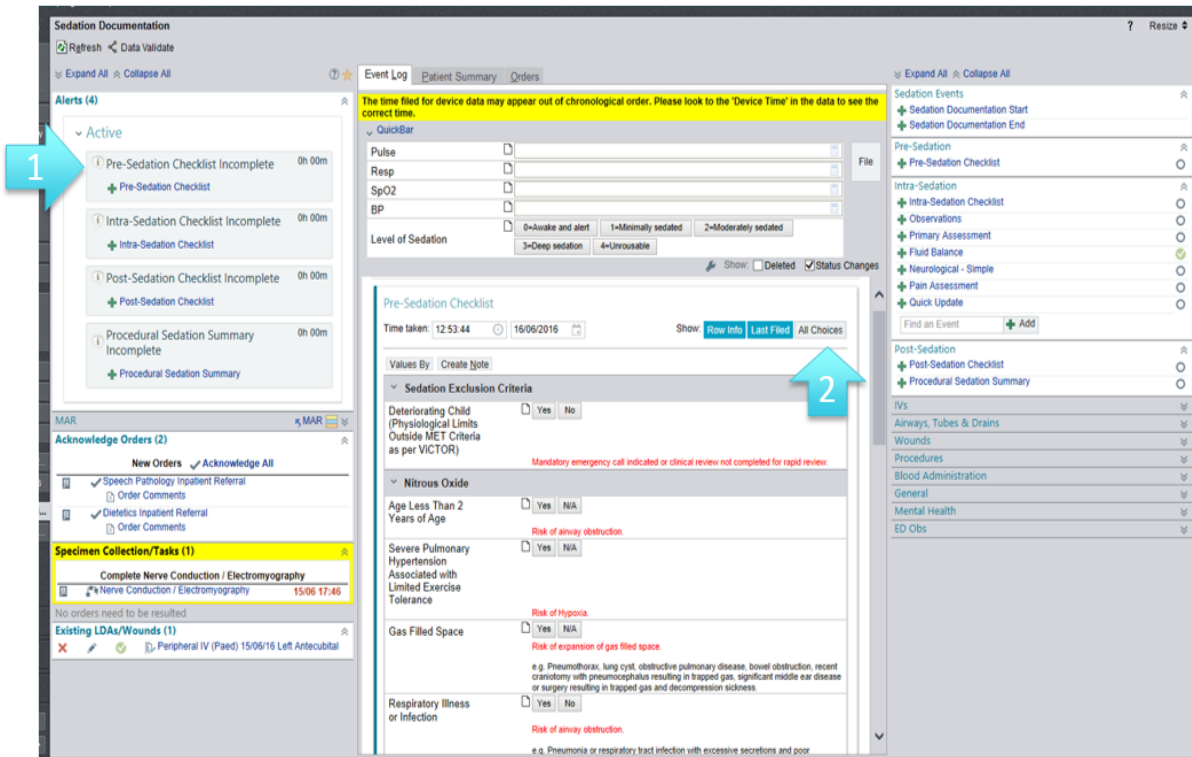 Sedation Documentation
? Resize
Refresh Data Validate
Expand All Collapse All
Alerts (4)
Active
1
Pre-Sedation Checklist Incomplete 0h 00m
Pre-Sedation Checklist
Intra-Sedation Checklist Incomplete 0h 00m
Intra-Sedation Checklist
Post-Sedation Checklist Incomplete 0h 00m
Post-Sedation Checklist
Procedural Sedation Summary 0h 00m
Incomplete
Procedural Sedation Summary
MAR MAR
Acknowledge Orders (2)
New Orders Acknowledge All
Speech Pathology Inpatient Referral
Order Comments
Dietetics Inpatient Referral
Order Comments
Specimen Collection/Tasks (1)
Complete Nerve Conduction / Electromyography
Nerve Conduction / Electromyography 15/06 17:46
No orders need to be resulted
Existing LDAs/Wounds (1)
Peripheral IV (Paed) 15/06/16 Left Antecubital
Event Log Patient Summary Orders
The time filed for device data may appear out of chronological order. Please look to the 'Device Time' in the data to see the
correct time.
QuickBar
Pulse
File
Resp
SpO2
BP
Level of Sedation
0=Awake and alert 1=Minimally sedated 2=Moderately sedated
3=Deep sedation 4=Unrousable
Show: Deleted Status Changes
Pre-Sedation Checklist
Time taken: 12:53:44 16/06/2016 Show: Row Info Last Filed All Choices
2
Values By Create Note
Sedation Exclusion Criteria
Deteriorating Child Yes No
(Physiological Limits
Outside MET Criteria
as per ViCTOR)
Mandatory emergency call indicated or clinical review not completed for rapid review.
Nitrous Oxide
Age Less Than 2 Yes N/A
Years of Age
Risk of airway obstruction.
Severe Pulmonary Yes N/A
Hypertension
Associated with
Limited Exercise
Tolerance
Risk of Hypoxia.
Gas Filled Space Yes N/A
Risk of expansion of gas filled space.
e.g. Pneumothorax, lung cyst, obstructive pulmonary disease, bowel obstruction, recent
craniotomy with pneumocephalus resulting in trapped gas, significant middle ear disease
or surgery resulting in trapped gas and decompression sickness.
Respiratory Illness Yes No
or Infection
Risk of airway obstruction.
e.g. Pneumonia or respiratory tract infection with excessive secretions and poor
Expand All Collapse All
Sedation Events
Sedation Documentation Start
Sedation Documentation End
Pre-Sedation
Pre-Sedation Checklist
Intra-Sedation
Intra-Sedation Checklist
Observations
Primary Assessment
Fluid Balance
Neurological - Simple
Pain Assessment
Quick Update
Find an Event Add
Post-Sedation
Post-Sedation Checklist
Procedural Sedation Summary
IVs
Airways, Tubes & Drains
Wounds
Procedures
Blood Administration
General
Mental Health
ED Obs